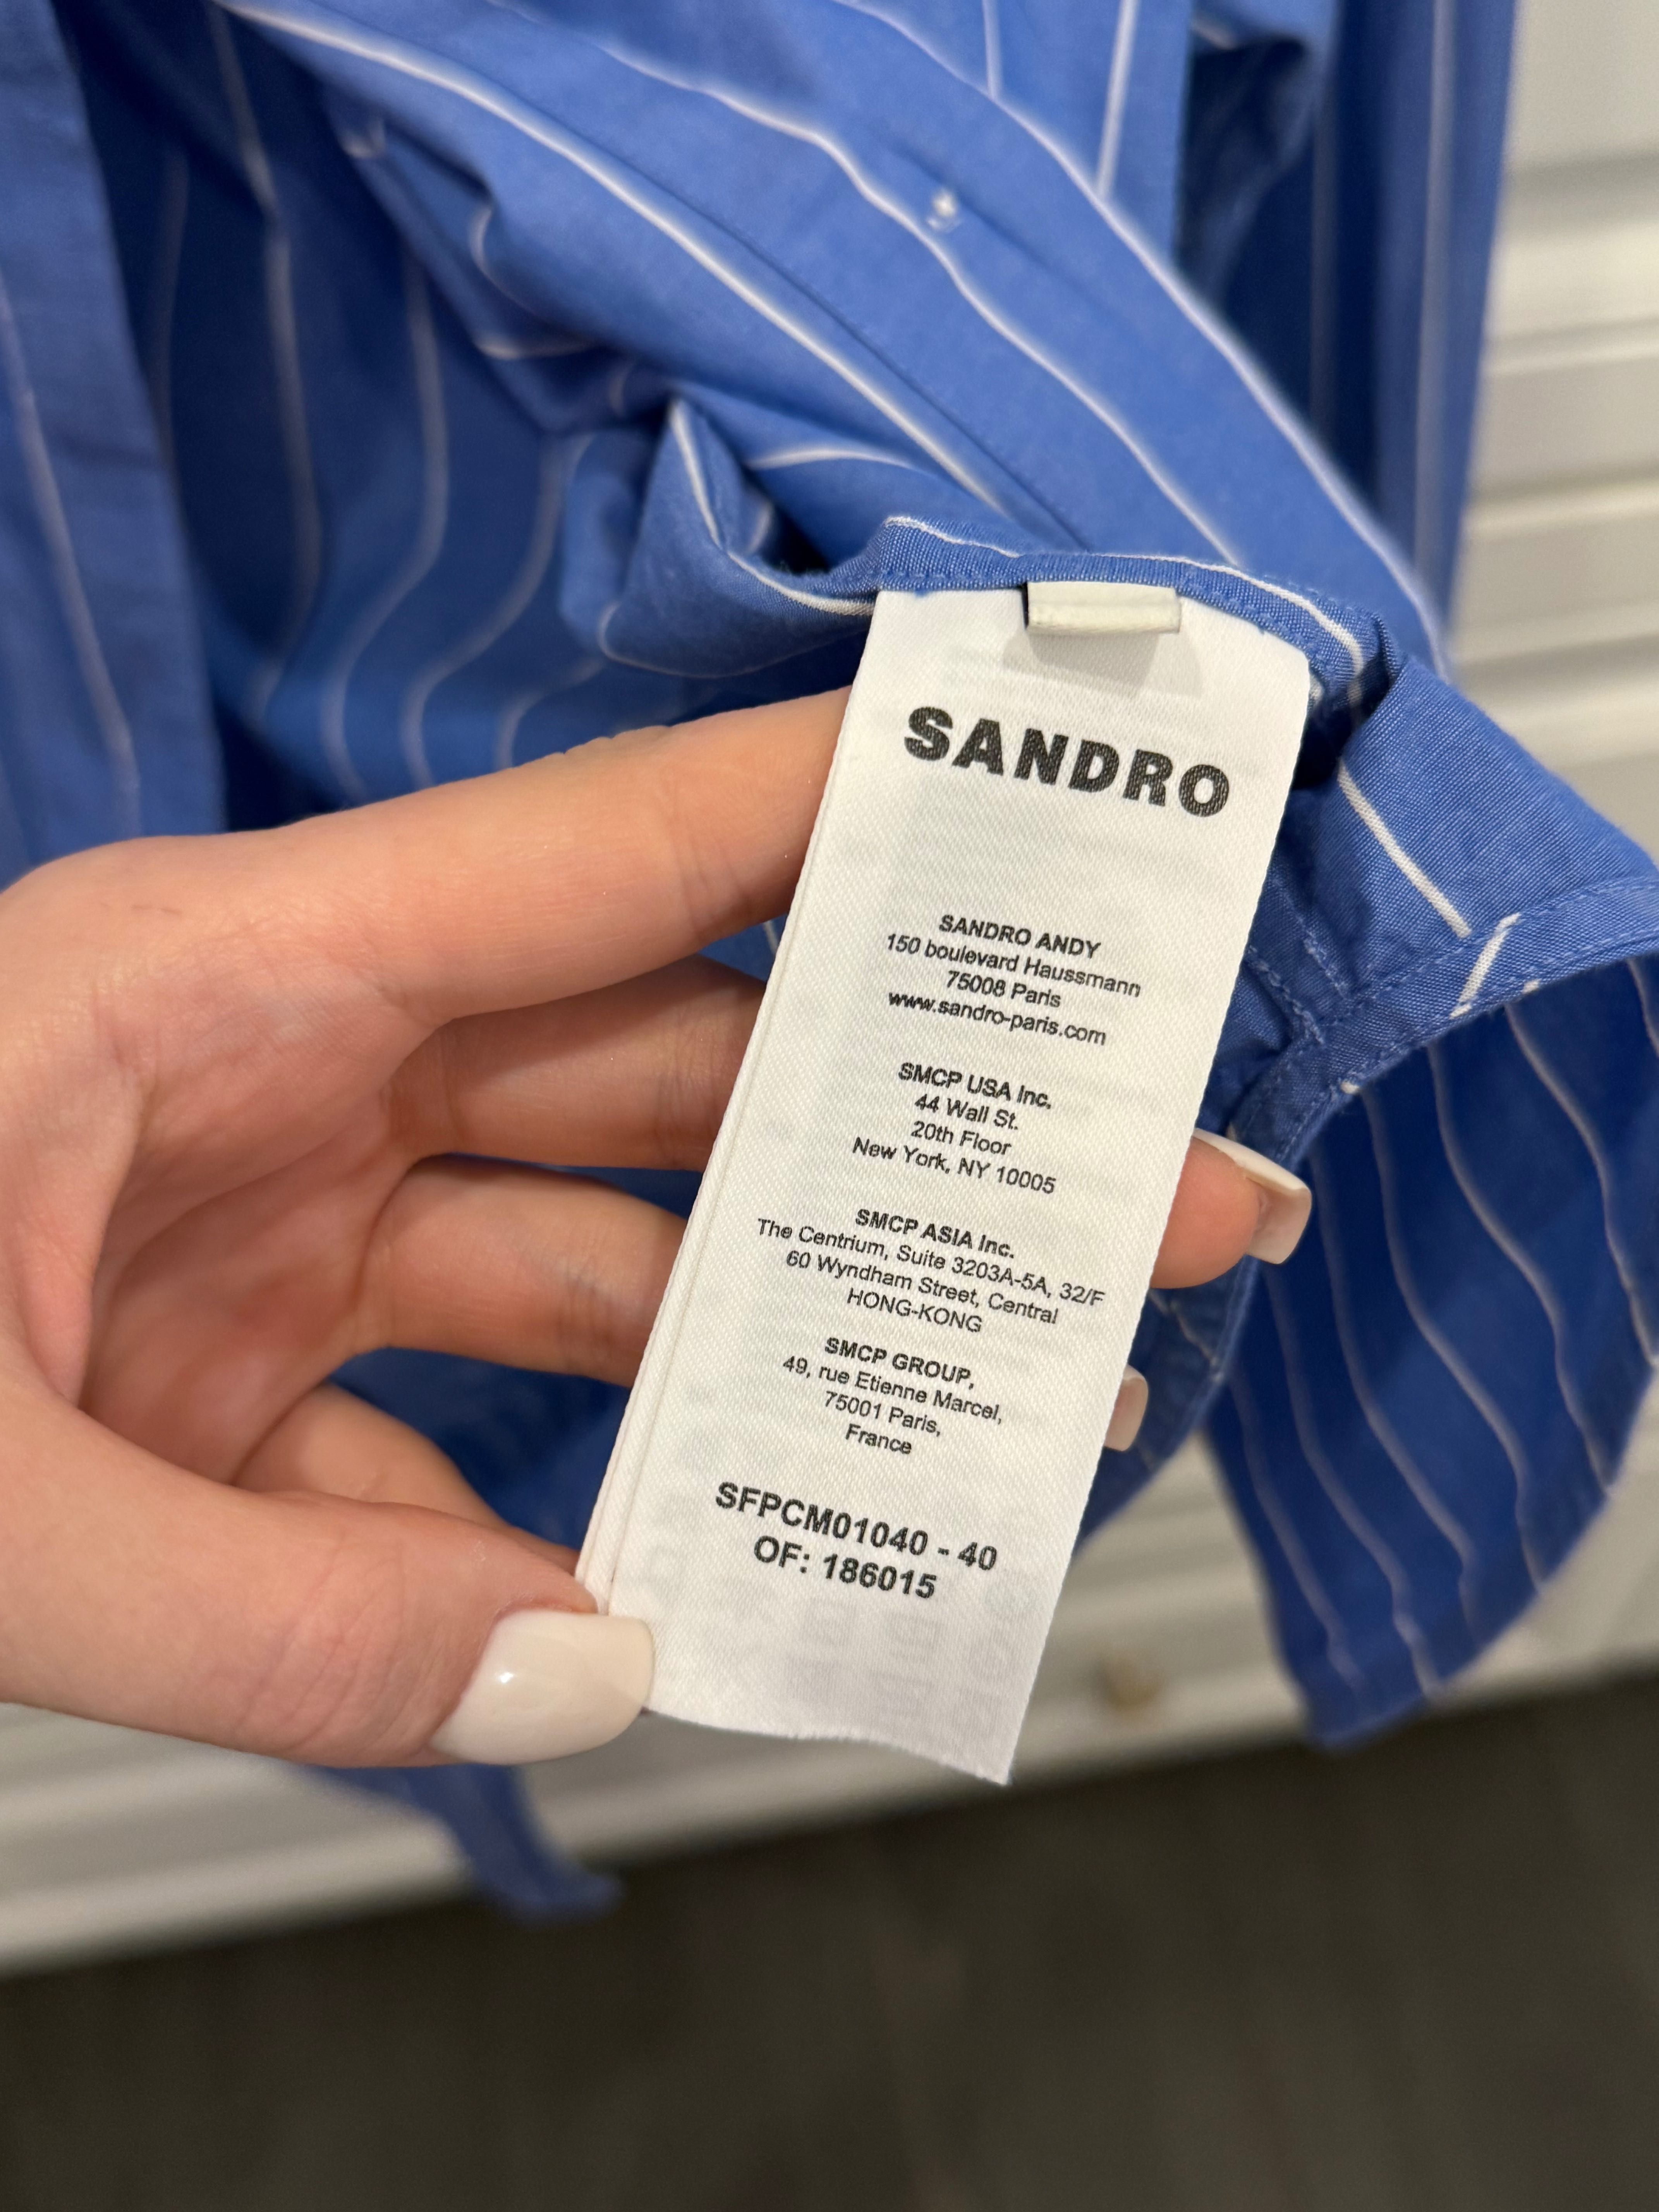 SANDRO
SANDRO ANDY
150 boulevard Haussmann
75008 Paris
www.sandro-paris.com
SMCP USA Inc.
44 Wall St.
20th Floor
New York, NY 10005
SMCP ASIA Inc.
The Centrium, Suite 3203A-5A, 32/F
60 Wyndham Street, Central
HONG-KONG
SMCP GROUP,
49, rue Etienne Marcel,
75001 Paris,
France
SFPCM01040 - 40
OF: 186015